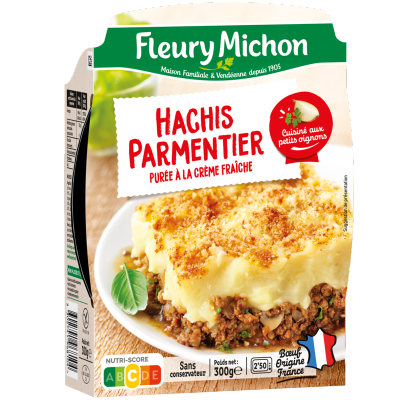 Fleury Michon
Maison Familiale & Vendéenne depuis 1905
HACHIS
PARMENTIER
PURÉE À LA CRÈME FRAÎCHE
Cuisiné aux
petits oignons
Suggestion de présentation
NUTRI-SCORE
A B C D E
Sans
conservateur
Poids net :
300g e
2'50
Bœuf
Origine
France